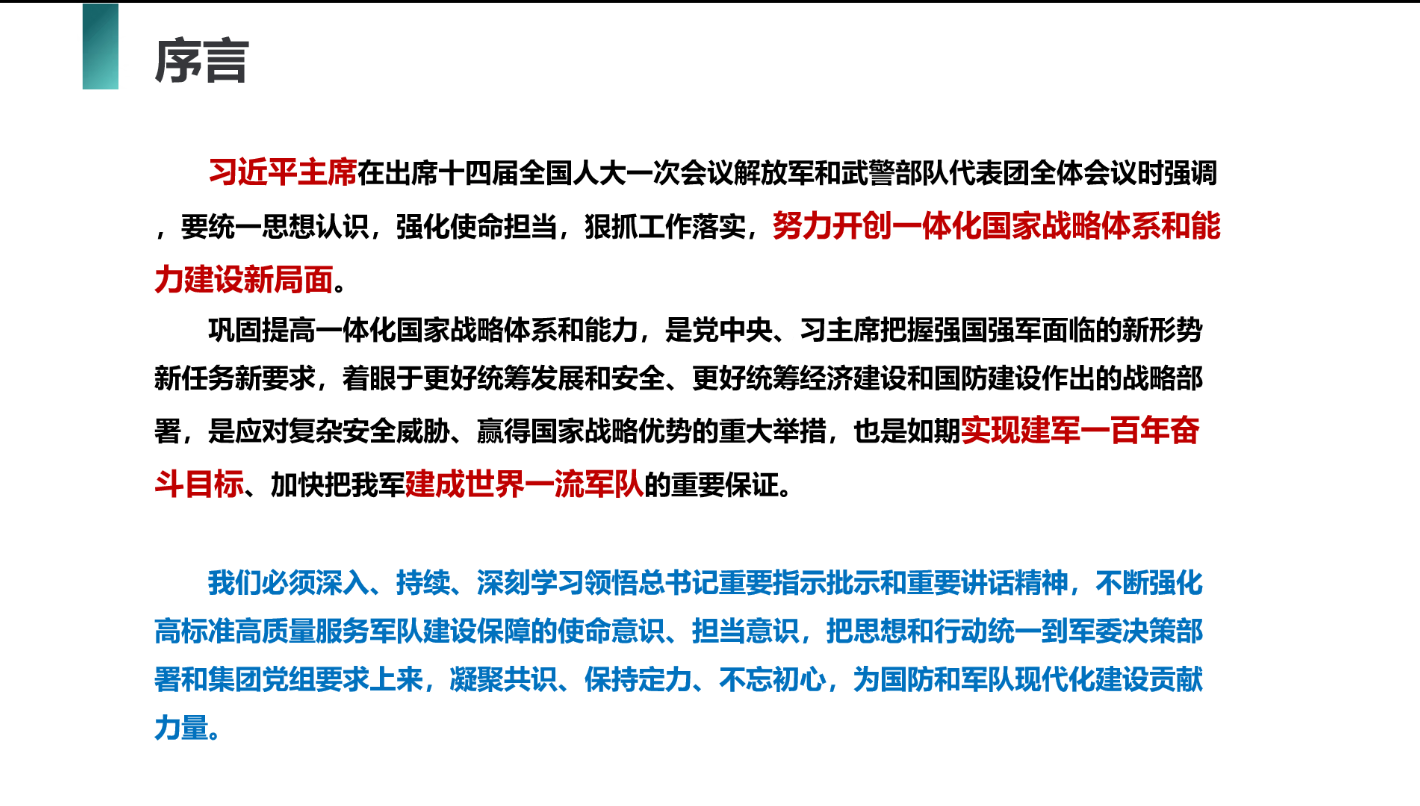 序言
习近平主席在出席十四届全国人大一次会议解放军和武警部队代表团全体会议时强调
，要统一思想认识，强化使命担当，狠抓工作落实，努力开创一体化国家战略体系和能
力建设新局面。
巩固提高一体化国家战略体系和能力，是党中央、习主席把握强国强军面临的新形势
新任务新要求，着眼于更好统筹发展和安全、更好统筹经济建设和国防建设作出的战略部
署，是应对复杂安全威胁、赢得国家战略优势的重大举措，也是如期实现建军一百年奋
斗目标、加快把我军建成世界一流军队的重要保证。
我们必须深入、持续、深刻学习领悟总书记重要指示批示和重要讲话精神，不断强化
高标准高质量服务军队建设保障的使命意识、担当意识，把思想和行动统一到军委决策部
署和集团党组要求上来，凝聚共识、保持定力、不忘初心，为国防和军队现代化建设贡献
力量。